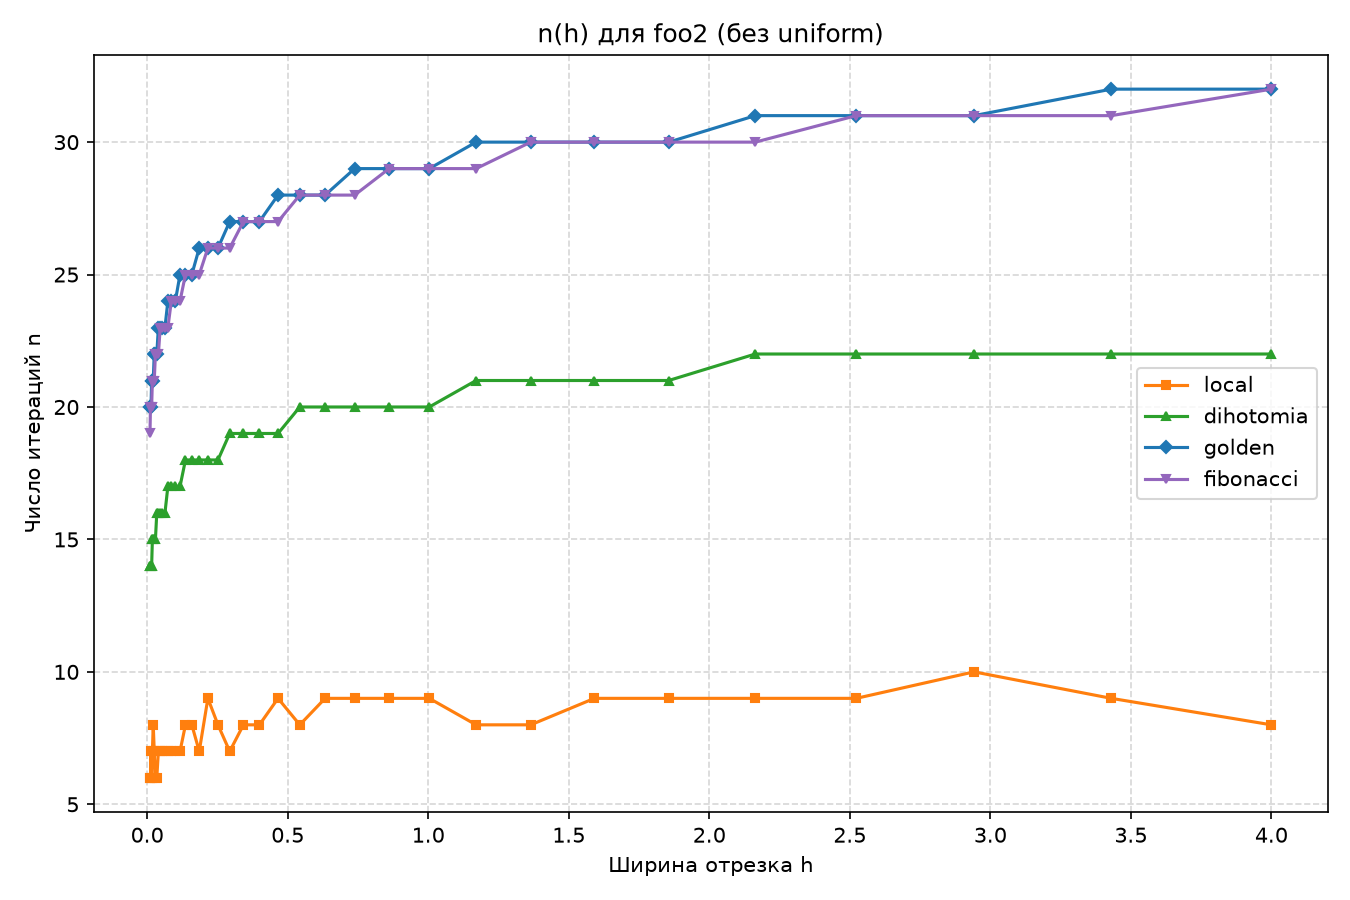 n(h) для foo2 (без uniform)
Число итераций n
30
25
20
15
10
5
local
dihotomia
golden
fibonacci
0.0 0.5 1.0 1.5 2.0 2.5 3.0 3.5 4.0
Ширина отрезка h